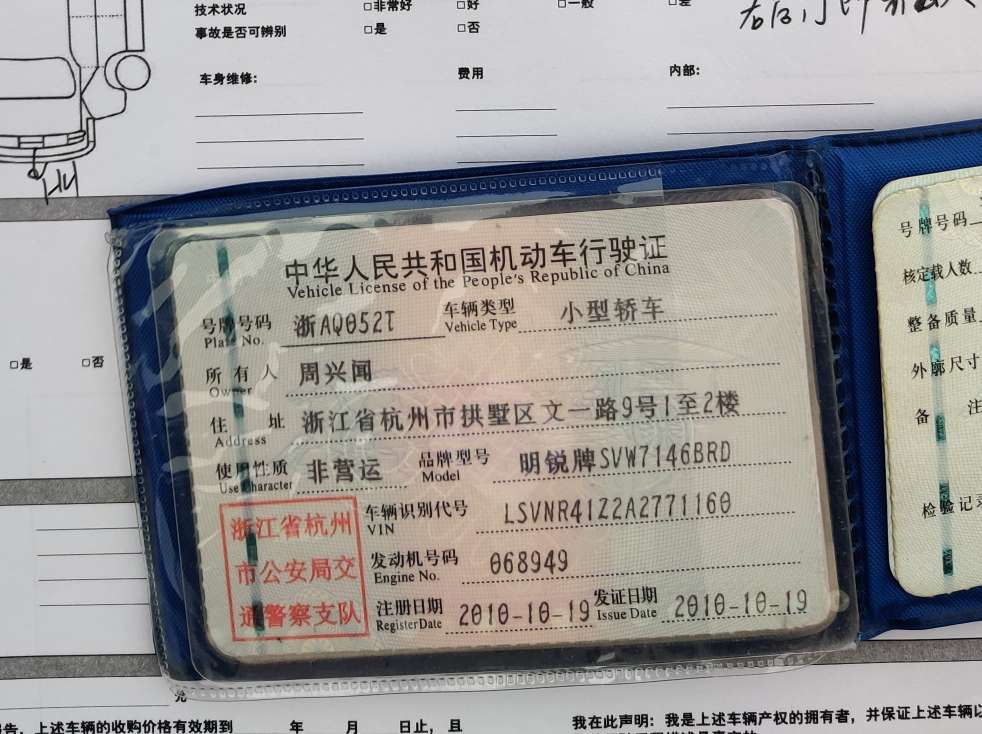 技术状况 □非常好 □好 □一般 □差
事故是否可辨别 □是 □否
车身维修: 费用 内部:
□是 □否
中华人民共和国机动车行驶证
Vehicle License of the People's Republic of China
号牌号码 浙AQ052T 车辆类型 小型轿车
Plate No. Vehicle Type
所有人 周兴闻
Owner
住址 浙江省杭州市拱墅区文一路9号1至2楼
Address
使用性质 非营运 品牌型号 明锐牌SVW7146BRD
Use Character Model
浙江省杭州
市公安局交
通警察支队
车辆识别代号 LSVNR41Z2A2771160
VIN
发动机号码 068949
Engine No.
注册日期 2010-10-19 发证日期 2010-10-19
Register Date Issue Date
号牌号码
核定载人数
整备质量
外廓尺寸
备 注
检验记录
元
告，上述车辆的收购价格有效期到 年 月 日止，且
我在此声明：我是上述车辆产权的拥有者，并保证上述车辆以